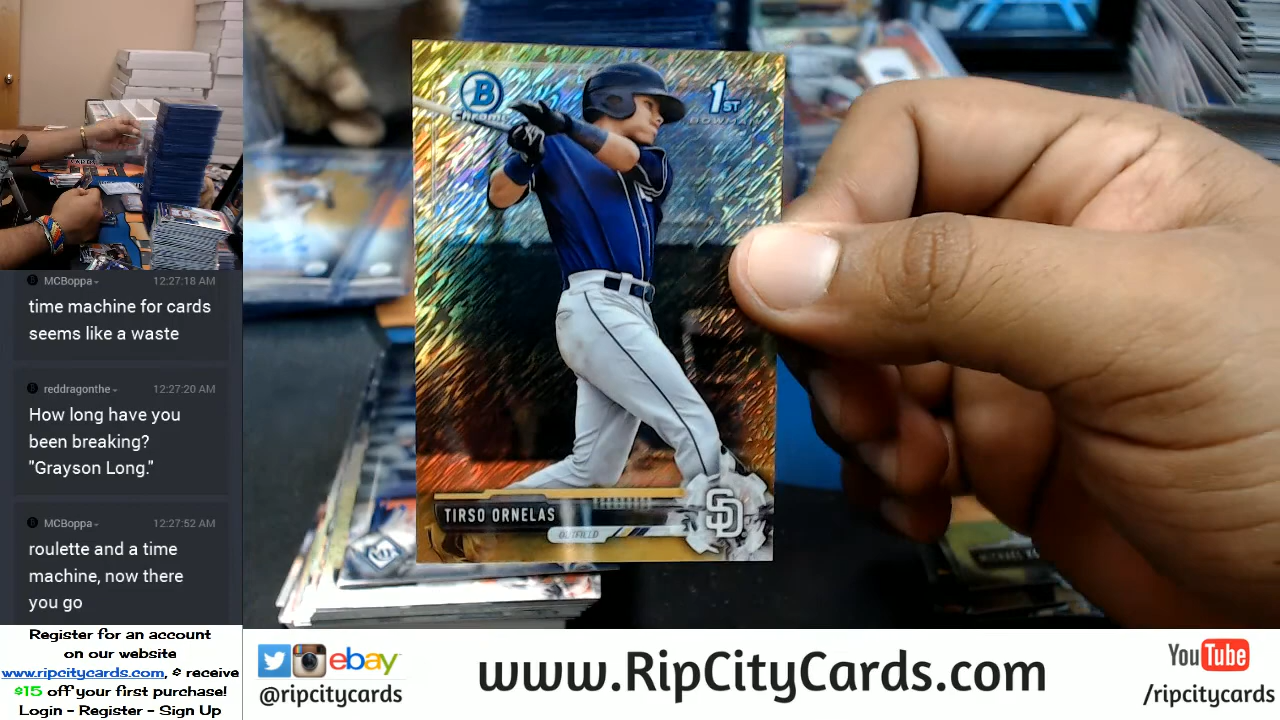 MCBoppa 12:27:18 AM
time machine for cards
seems like a waste
reddragonthe 12:27:20 AM
How long have you
been breaking?
"Grayson Long."
MCBoppa 12:27:52 AM
roulette and a time
machine, now there
you go
Register for an account
on our website
www.ripcitycards.com, & receive
$15 off your first purchase!
Login - Register - Sign Up
B
Chrome
1ST
BOWMAN
TIRSO ORNELAS
OUTFIELD
SD
ebay
@ripcitycards
www.RipCityCards.com
YouTube
/ripcitycards